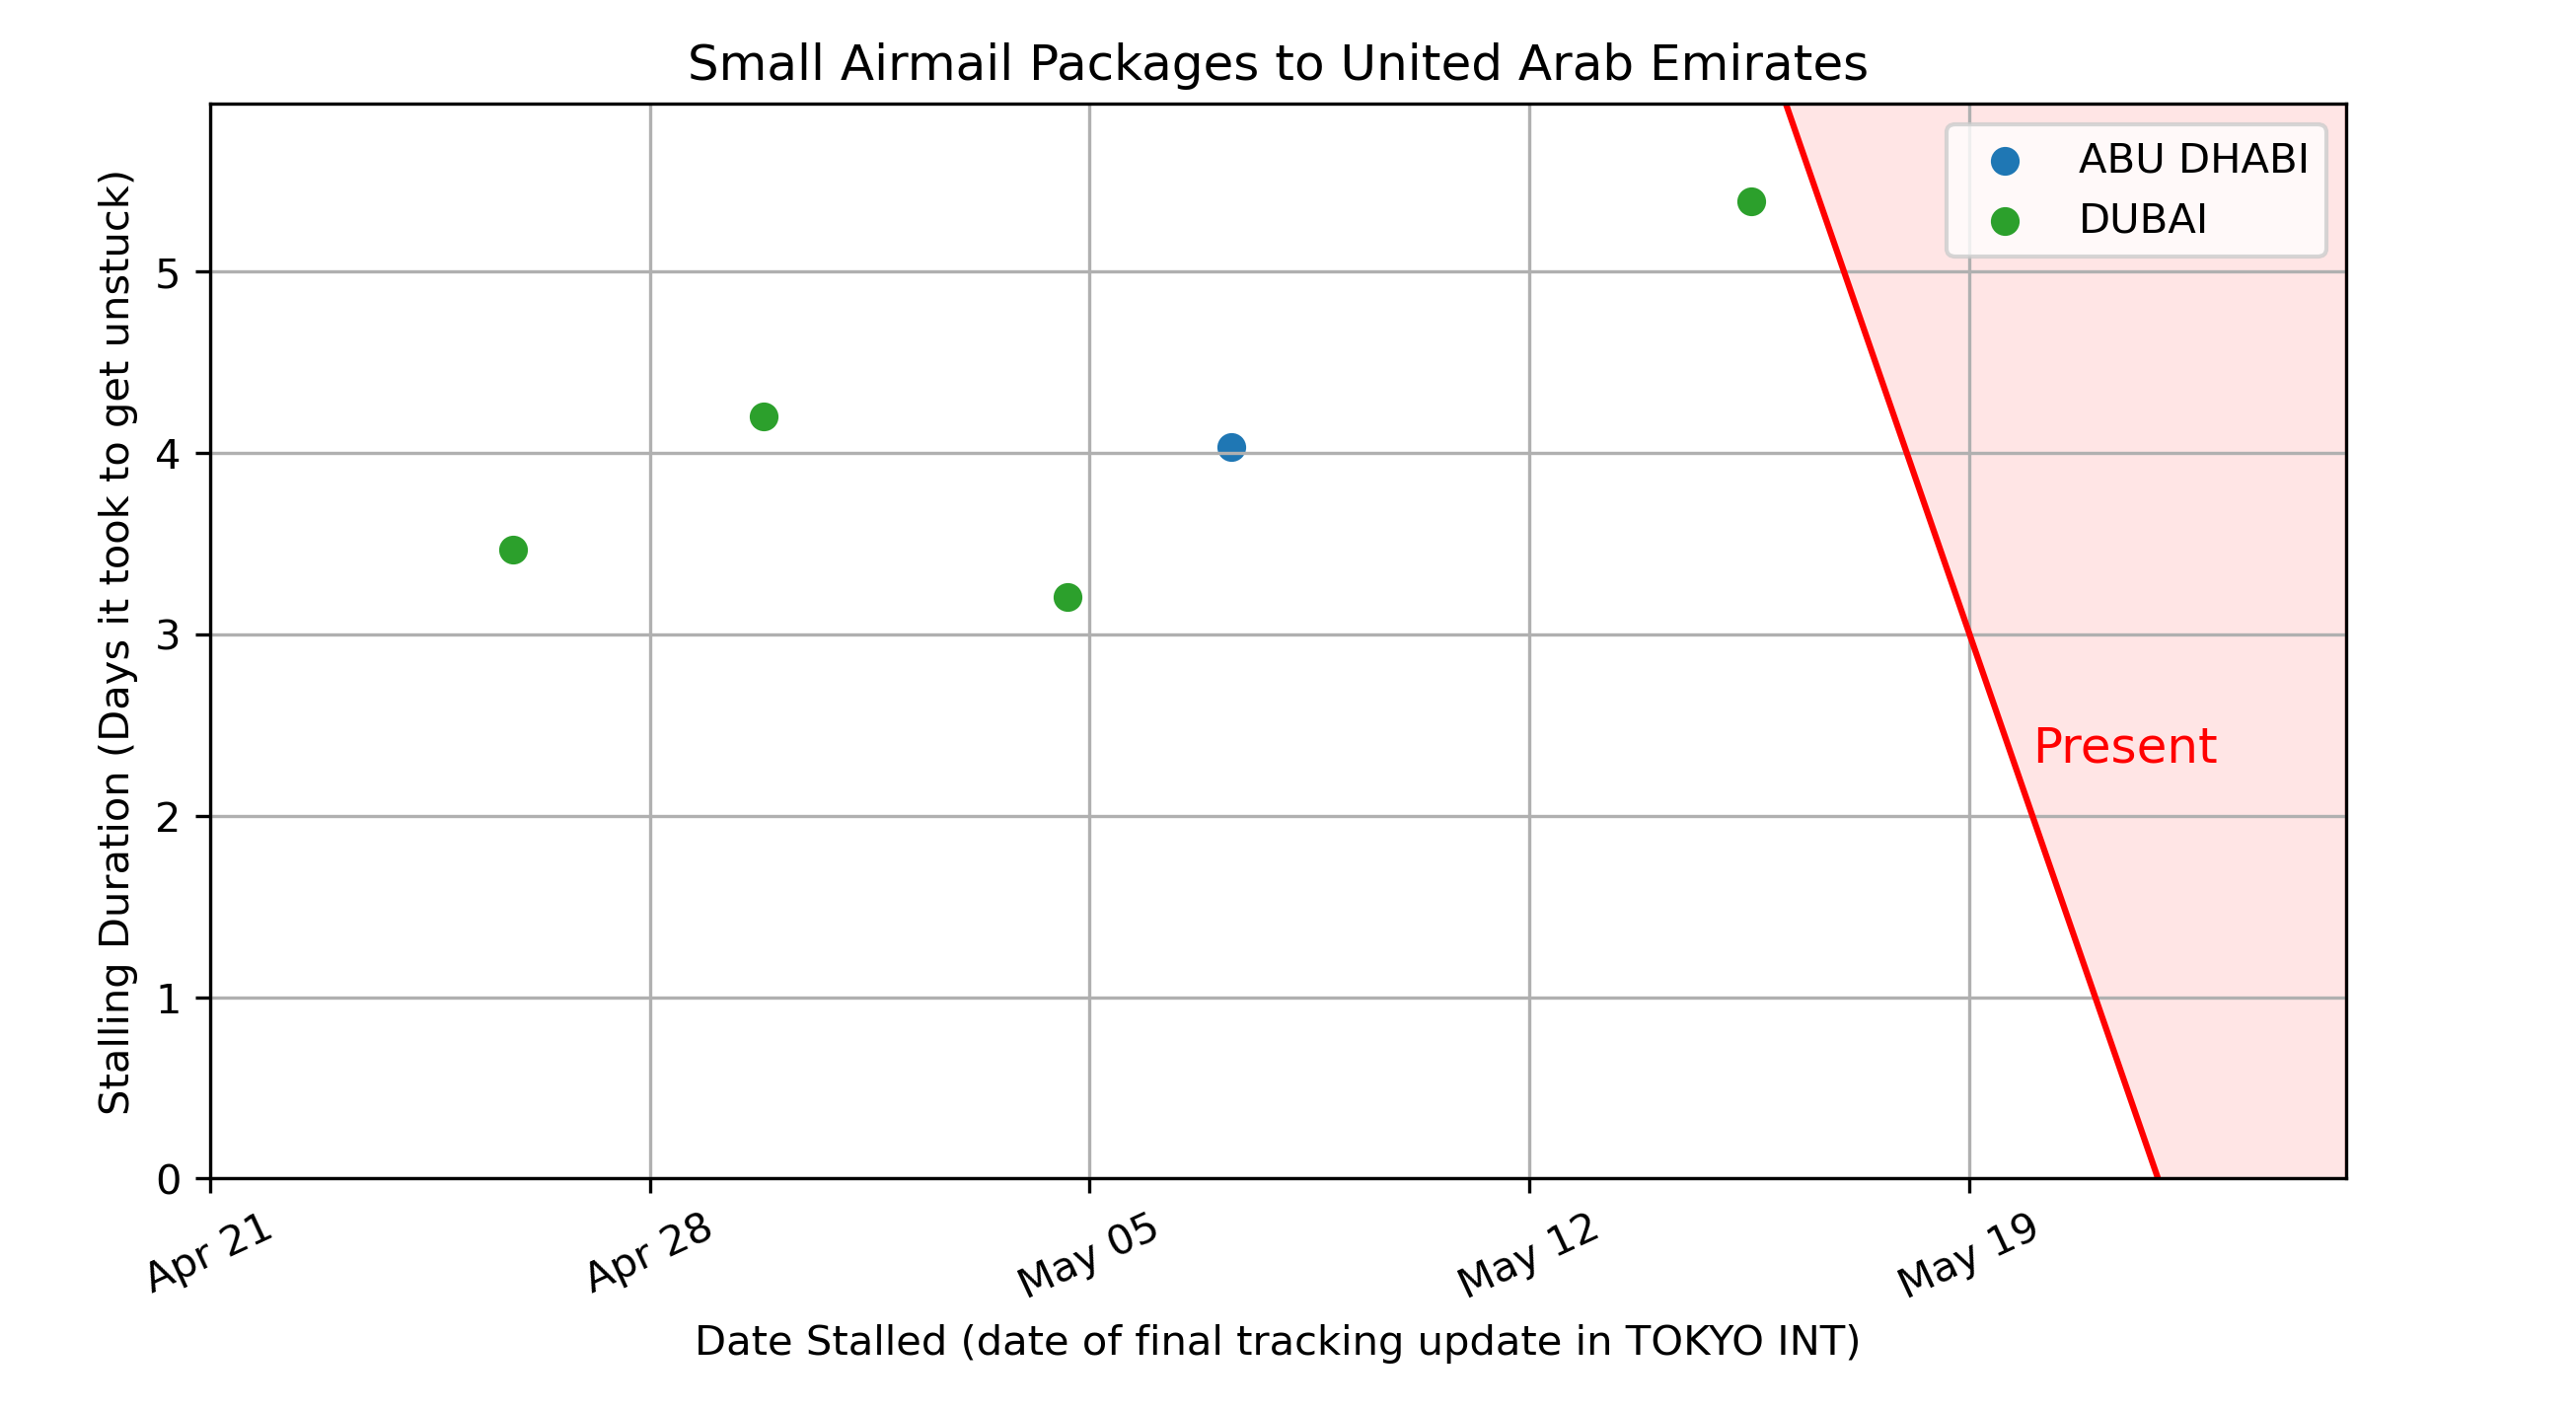 Small Airmail Packages to United Arab Emirates
ABU DHABI
DUBAI
Stalling Duration (Days it took to get unstuck)
5
4
3
2
1
0
Present
Apr 21
Apr 28
May 05
May 12
May 19
Date Stalled (date of final tracking update in TOKYO INT)